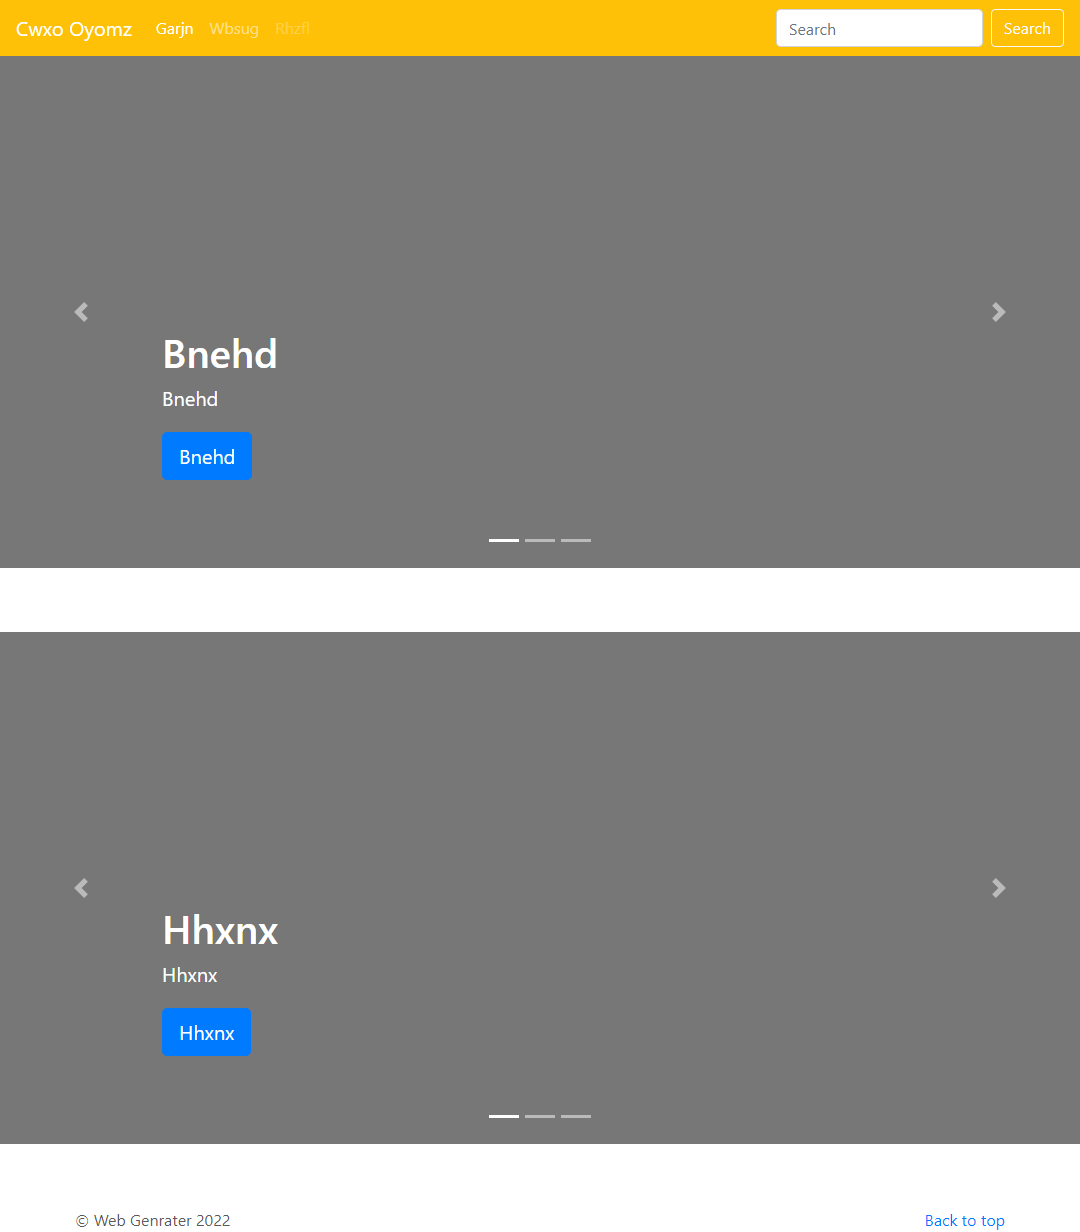 Cwxo Oyomz Garjn Wbsug Rhzfl Search Search
Bnehd
Bnehd
Bnehd
Hhxnx
Hhxnx
Hhxnx
© Web Genrater 2022 Back to top